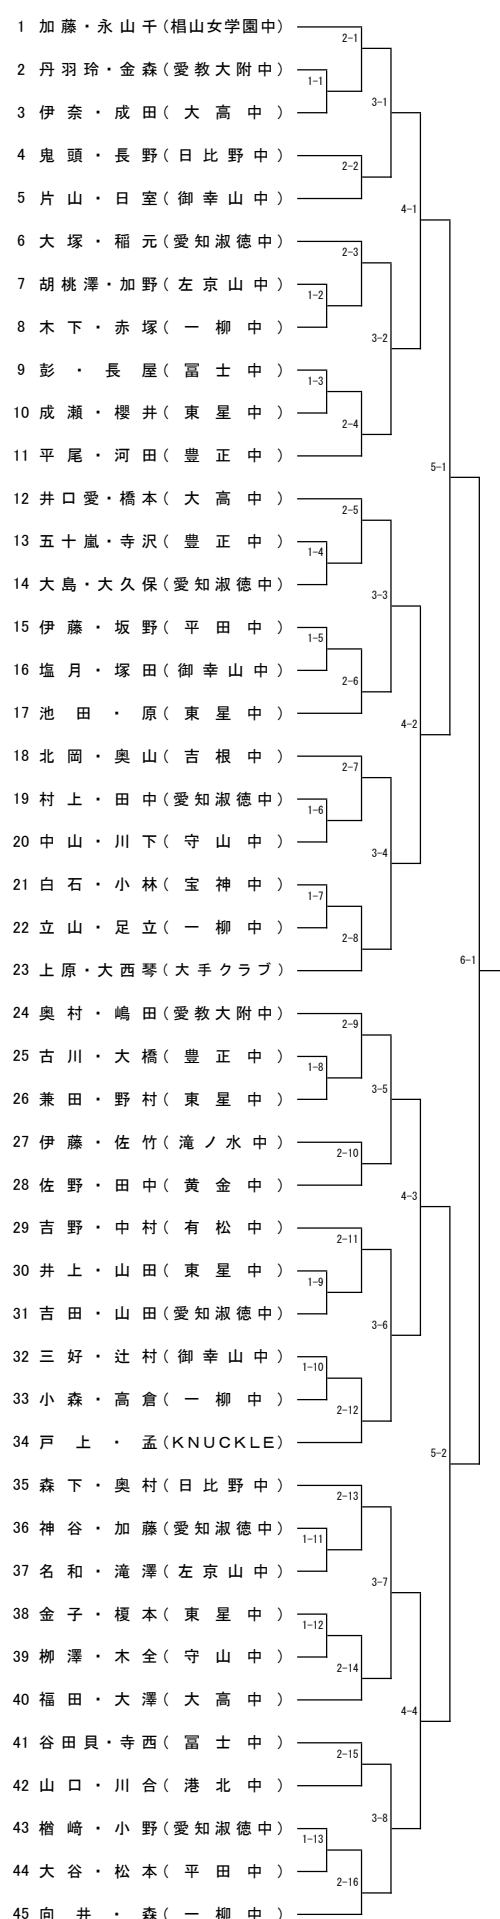 1 加藤・永山千(椙山女学園中)
2 丹羽玲・金森(愛教大附中)
3 伊奈・成田(大高中)
4 鬼頭・長野(日比野中)
5 片山・日室(御幸山中)
6 大塚・稲元(愛知淑徳中)
7 胡桃澤・加野(左京山中)
8 木下・赤塚(一柳中)
9 彭・長屋(冨士中)
10 成瀬・櫻井(東星中)
11 平尾・河田(豊正中)
12 井口愛・橋本(大高中)
13 五十嵐・寺沢(豊正中)
14 大島・大久保(愛知淑徳中)
15 伊藤・坂野(平田中)
16 塩月・塚田(御幸山中)
17 池田・原(東星中)
18 北岡・奥山(吉根中)
19 村上・田中(愛知淑徳中)
20 中山・川下(守山中)
21 白石・小林(宝神中)
22 立山・足立(一柳中)
23 上原・大西琴(大手クラブ)
24 奥村・嶋田(愛教大附中)
25 古川・大橋(豊正中)
26 兼田・野村(東星中)
27 伊藤・佐竹(滝ノ水中)
28 佐野・田中(黄金中)
29 吉野・中村(有松中)
30 井上・山田(東星中)
31 吉田・山田(愛知淑徳中)
32 三好・辻村(御幸山中)
33 小森・高倉(一柳中)
34 戸上・孟(KNUCKLE)
35 森下・奥村(日比野中)
36 神谷・加藤(愛知淑徳中)
37 名和・滝澤(左京山中)
38 金子・榎本(東星中)
39 栁澤・木全(守山中)
40 福田・大澤(大高中)
41 谷田貝・寺西(冨士中)
42 山口・川合(港北中)
43 楢﨑・小野(愛知淑徳中)
44 大谷・松本(平田中)
45 向井・森(一柳中)
1-1
1-2
1-3
1-4
1-5
1-6
1-7
1-8
1-9
1-10
1-11
1-12
1-13
2-1
2-2
2-3
2-4
2-5
2-6
2-7
2-8
2-9
2-10
2-11
2-12
2-13
2-14
2-15
2-16
3-1
3-2
3-3
3-4
3-5
3-6
3-7
3-8
4-1
4-2
4-3
4-4
5-1
5-2
6-1